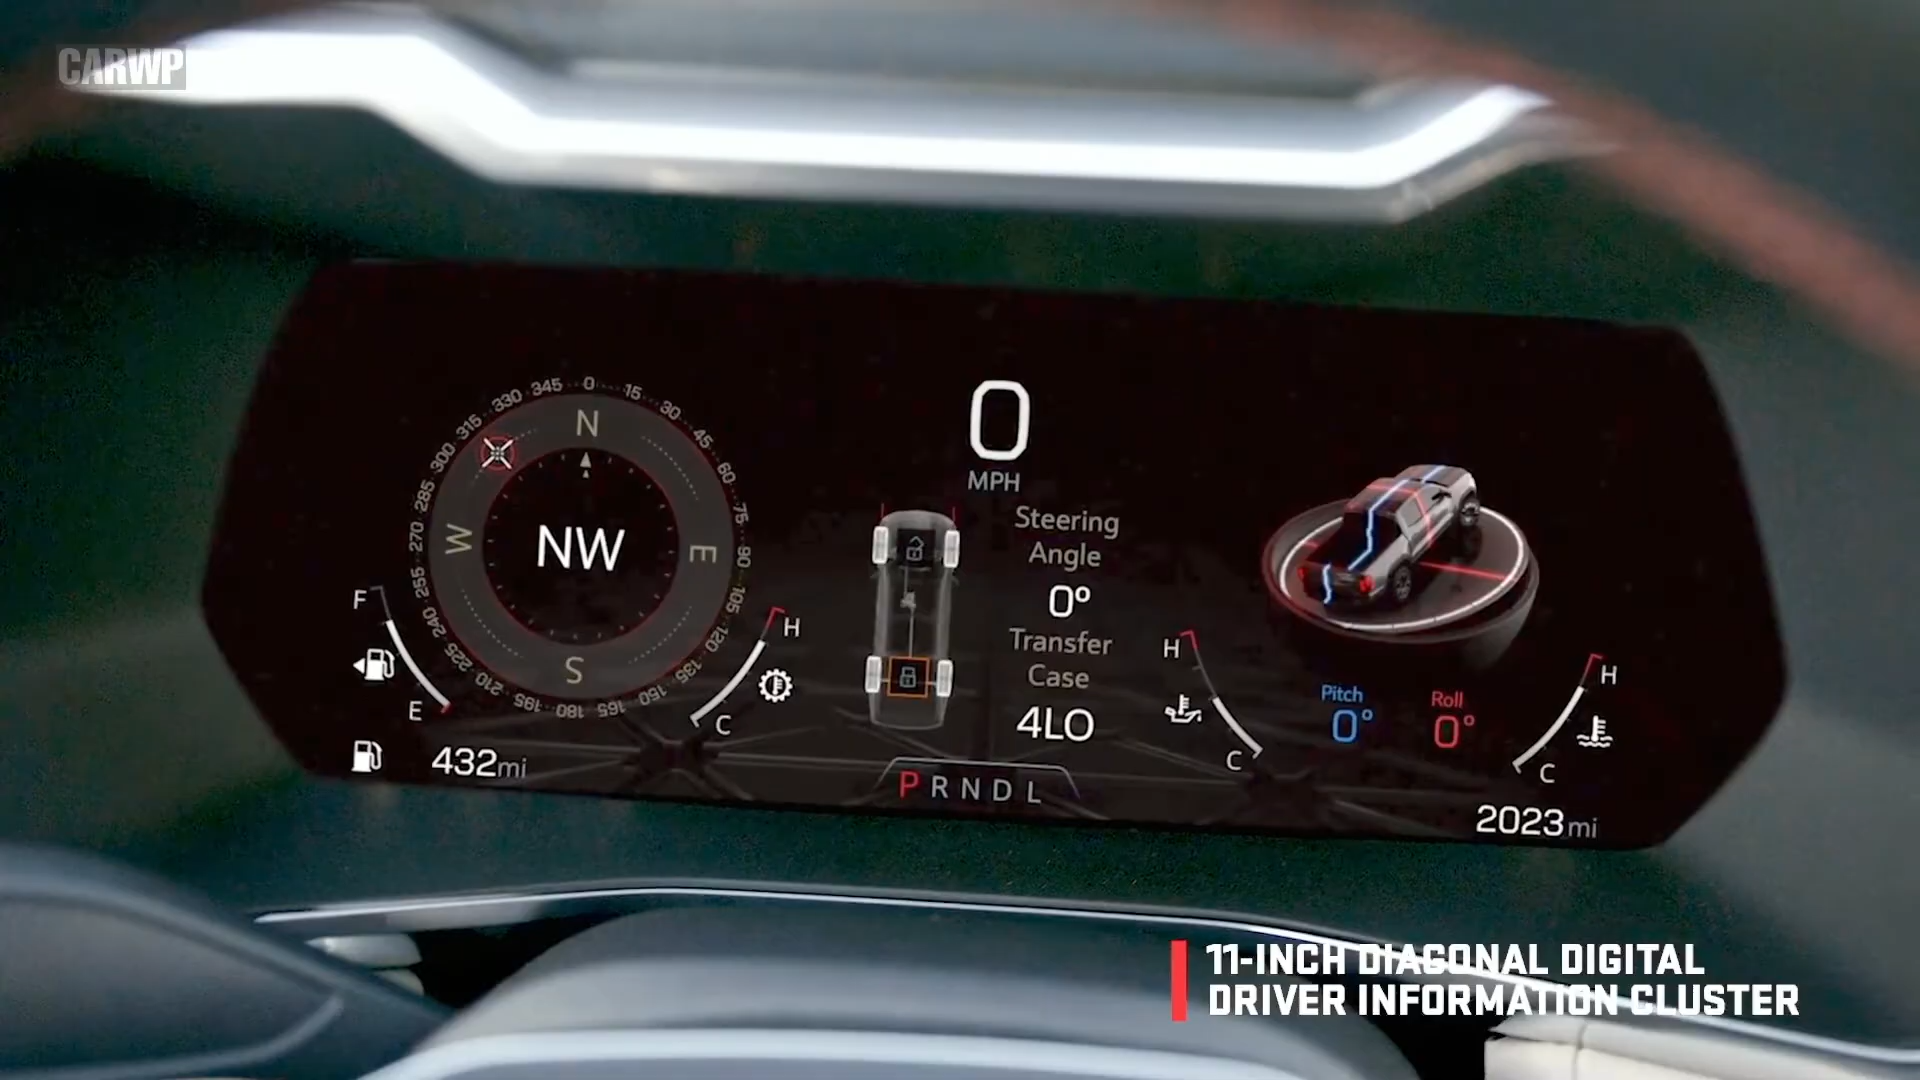 CARWP
0
MPH
345 0 15 30 45 60 75 90 105 120 135 150 165 180 195 210 225 240 255 270 285 300 315 330
N
W
E
S
NW
F
E
H
C
432mi
Steering
Angle
0°
Transfer
Case
4LO
P R N D L
H
C
Pitch
0°
Roll
0°
H
C
2023mi
11-INCH DIAGONAL DIGITAL
DRIVER INFORMATION CLUSTER